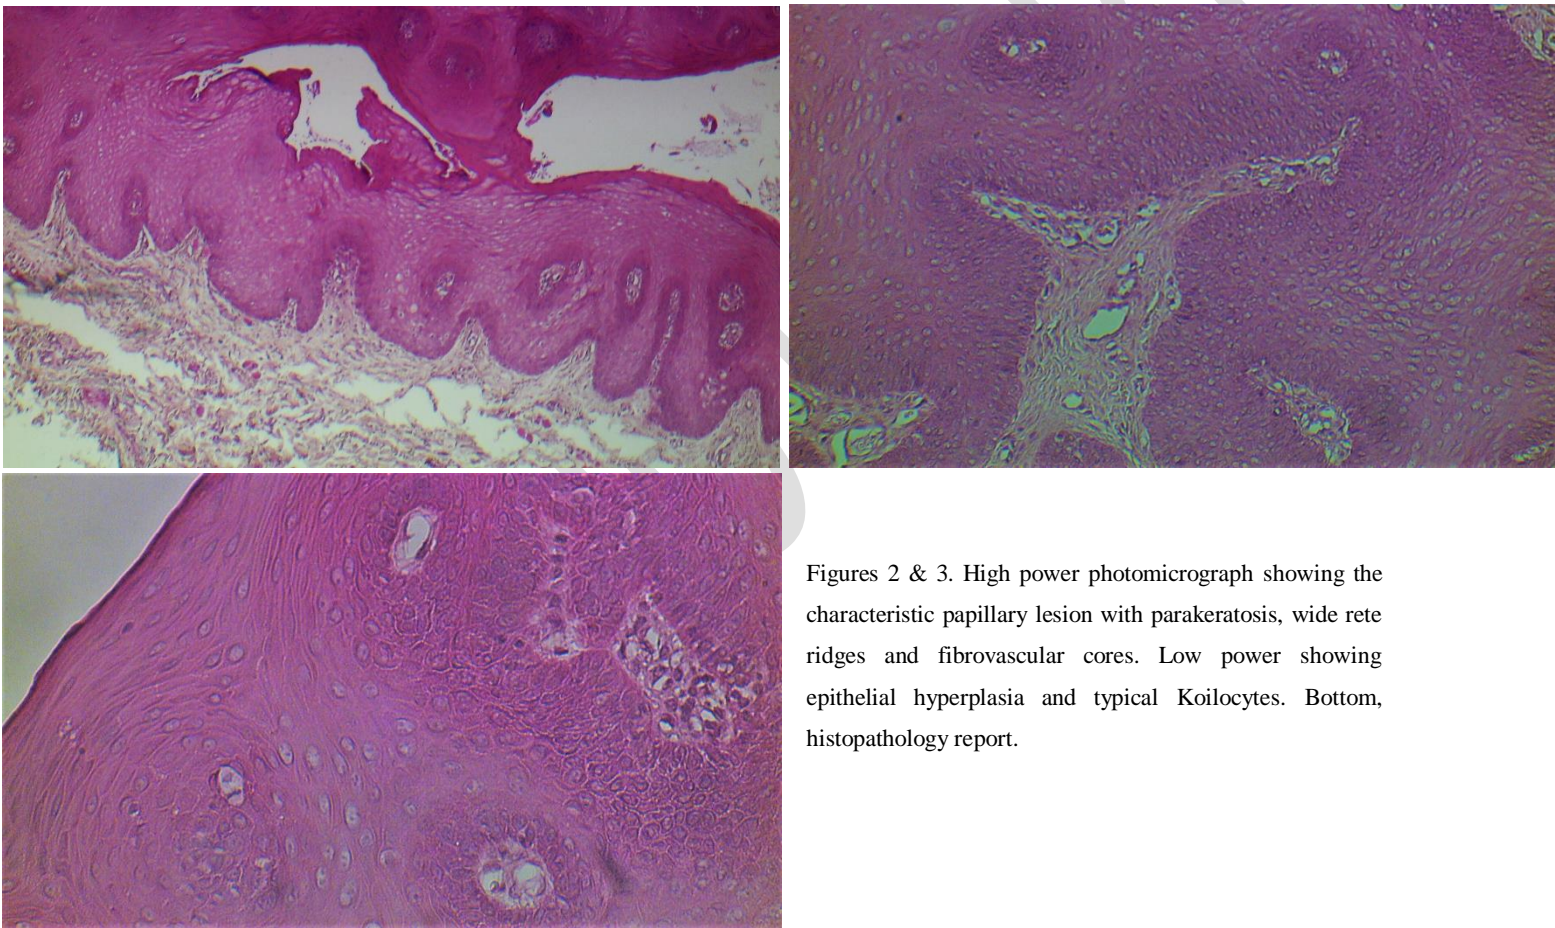 Figures 2 & 3. High power photomicrograph showing the
characteristic papillary lesion with parakeratosis, wide rete
ridges and fibrovascular cores. Low power showing
epithelial hyperplasia and typical Koilocytes. Bottom,
histopathology report.